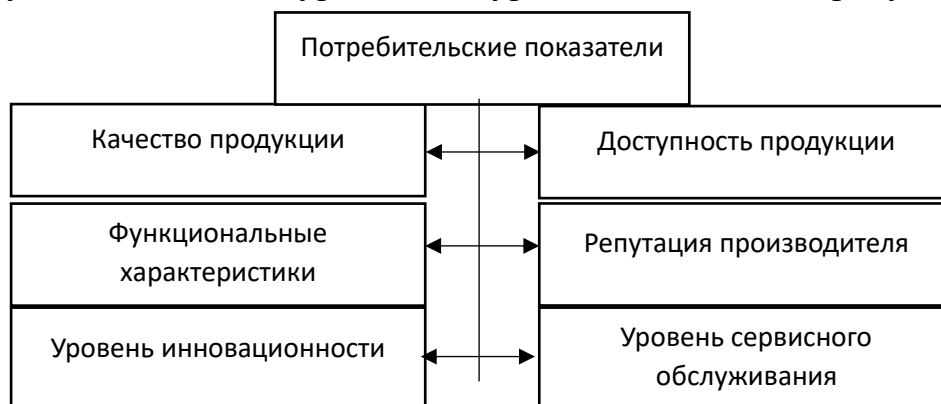 Потребительские показатели
Качество продукции
Доступность продукции
Функциональные
характеристики
Репутация производителя
Уровень инновационности
Уровень сервисного
обслуживания